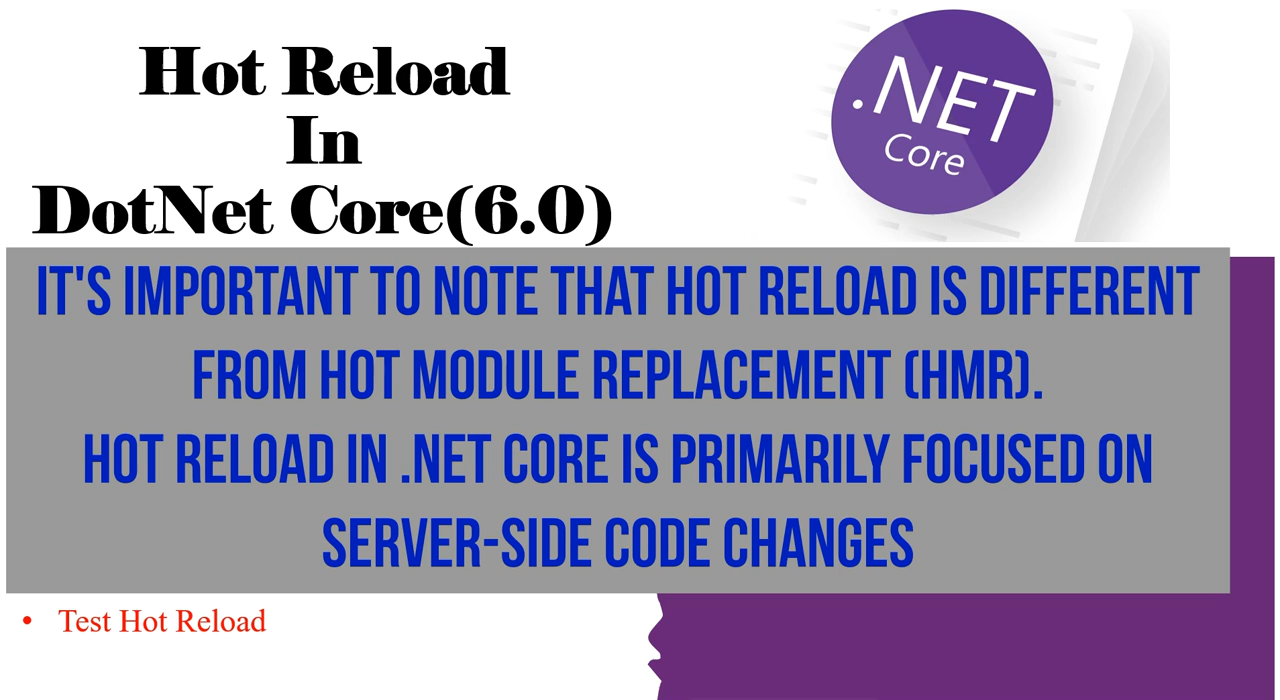 Hot Reload
In
DotNet Core(6.0)
.NET
Core
IT'S IMPORTANT TO NOTE THAT HOT RELOAD IS DIFFERENT
FROM HOT MODULE REPLACEMENT (HMR).
HOT RELOAD IN .NET CORE IS PRIMARILY FOCUSED ON
SERVER-SIDE CODE CHANGES
• Test Hot Reload